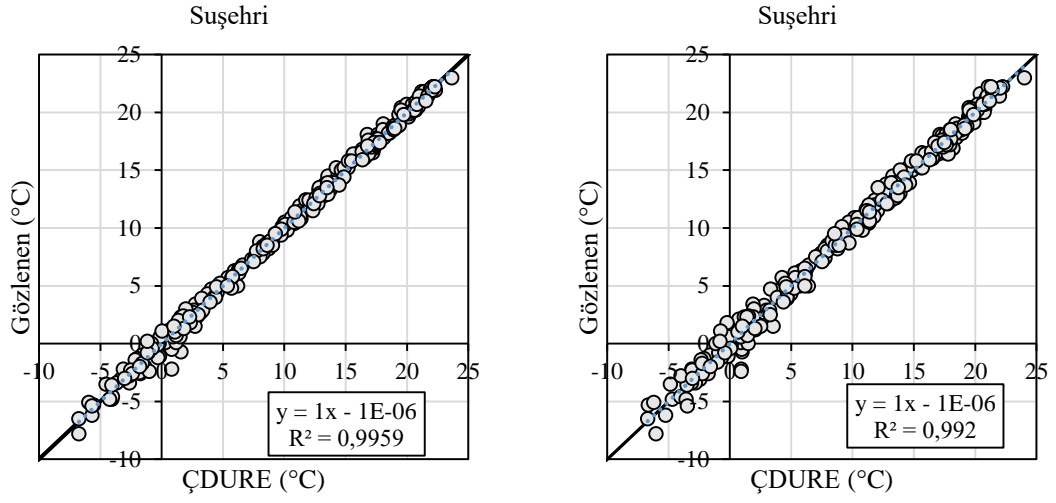 Suşehri
25
20
15
10
5
0
-5
-10
-10 -5 0 5 10 15 20 25
Gözlenen (°C)
ÇDURE (°C)
y = 1x - 1E-06
R² = 0,9959
Suşehri
25
20
15
10
5
0
-5
-10
-10 -5 0 5 10 15 20 25
Gözlenen (°C)
ÇDURE (°C)
y = 1x - 1E-06
R² = 0,992